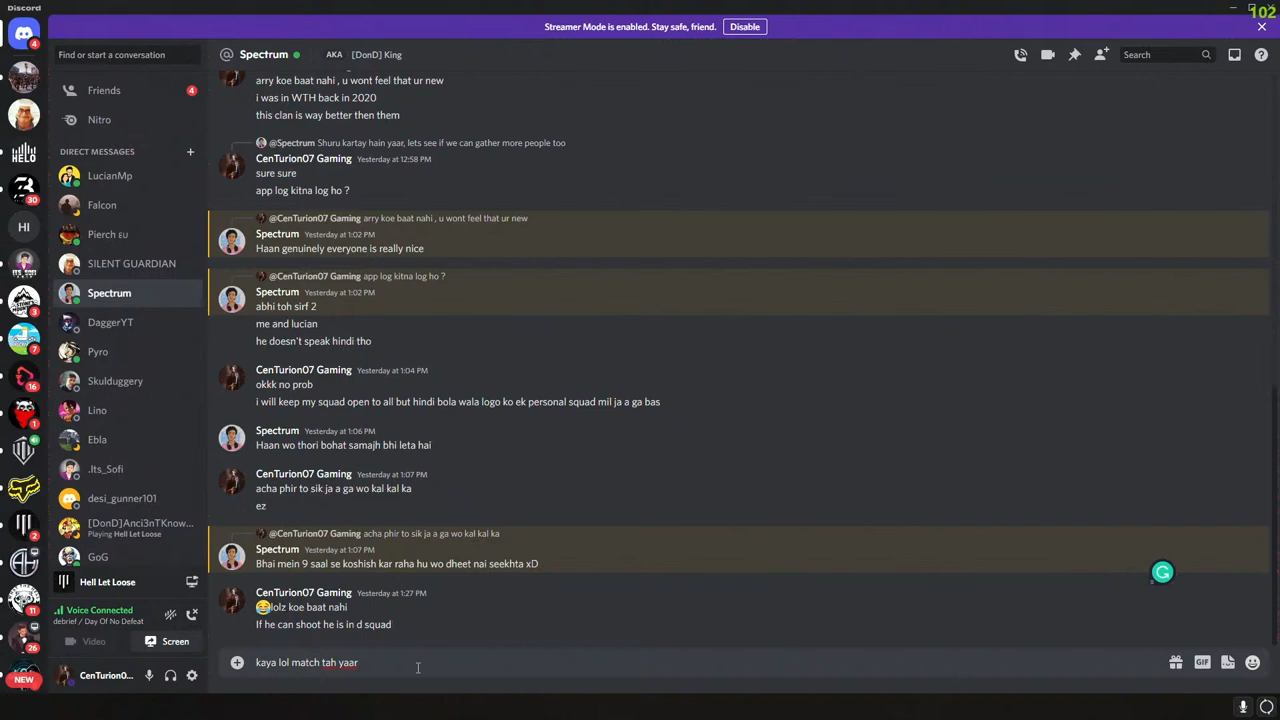 Discord
102
Streamer Mode is enabled. Stay safe, friend.
Disable
Find or start a conversation
Spectrum
AKA
[DonD] King
Search
Friends
4
Nitro
DIRECT MESSAGES
LucianMp
Falcon
Pierch EU
SILENT GUARDIAN
Spectrum
DaggerYT
Pyro
Skulduggery
Lino
Ebla
.Its_Sofi
desi_gunner101
[DonD]Anci3nTKnow...
Playing Hell Let Loose
GoG
Hell Let Loose
Voice Connected
debrief / Day Of No Defeat
Video
Screen
CenTurion0...
4
HELO
30
HI
3
7
16
1
2
11
26
NEW
arry koe baat nahi , u wont feel that ur new
i was in WTH back in 2020
this clan is way better then them
@Spectrum Shuru kartay hain yaar, lets see if we can gather more people too
CenTurion07 Gaming Yesterday at 12:58 PM
sure sure
app log kitna log ho ?
@CenTurion07 Gaming arry koe baat nahi , u wont feel that ur new
Spectrum Yesterday at 1:02 PM
Haan genuinely everyone is really nice
@CenTurion07 Gaming app log kitna log ho ?
Spectrum Yesterday at 1:02 PM
abhi toh sirf 2
me and lucian
he doesn't speak hindi tho
CenTurion07 Gaming Yesterday at 1:04 PM
okkk no prob
i will keep my squad open to all but hindi bola wala logo ko ek personal squad mil ja a ga bas
Spectrum Yesterday at 1:06 PM
Haan wo thori bohat samajh bhi leta hai
CenTurion07 Gaming Yesterday at 1:07 PM
acha phir to sik ja a ga wo kal kal ka
ez
@CenTurion07 Gaming acha phir to sik ja a ga wo kal kal ka
Spectrum Yesterday at 1:07 PM
Bhai mein 9 saal se koshish kar raha hu wo dheet nai seekhta xD
CenTurion07 Gaming Yesterday at 1:27 PM
😂lolz koe baat nahi
If he can shoot he is in d squad
kaya lol match tah yaar
GIF